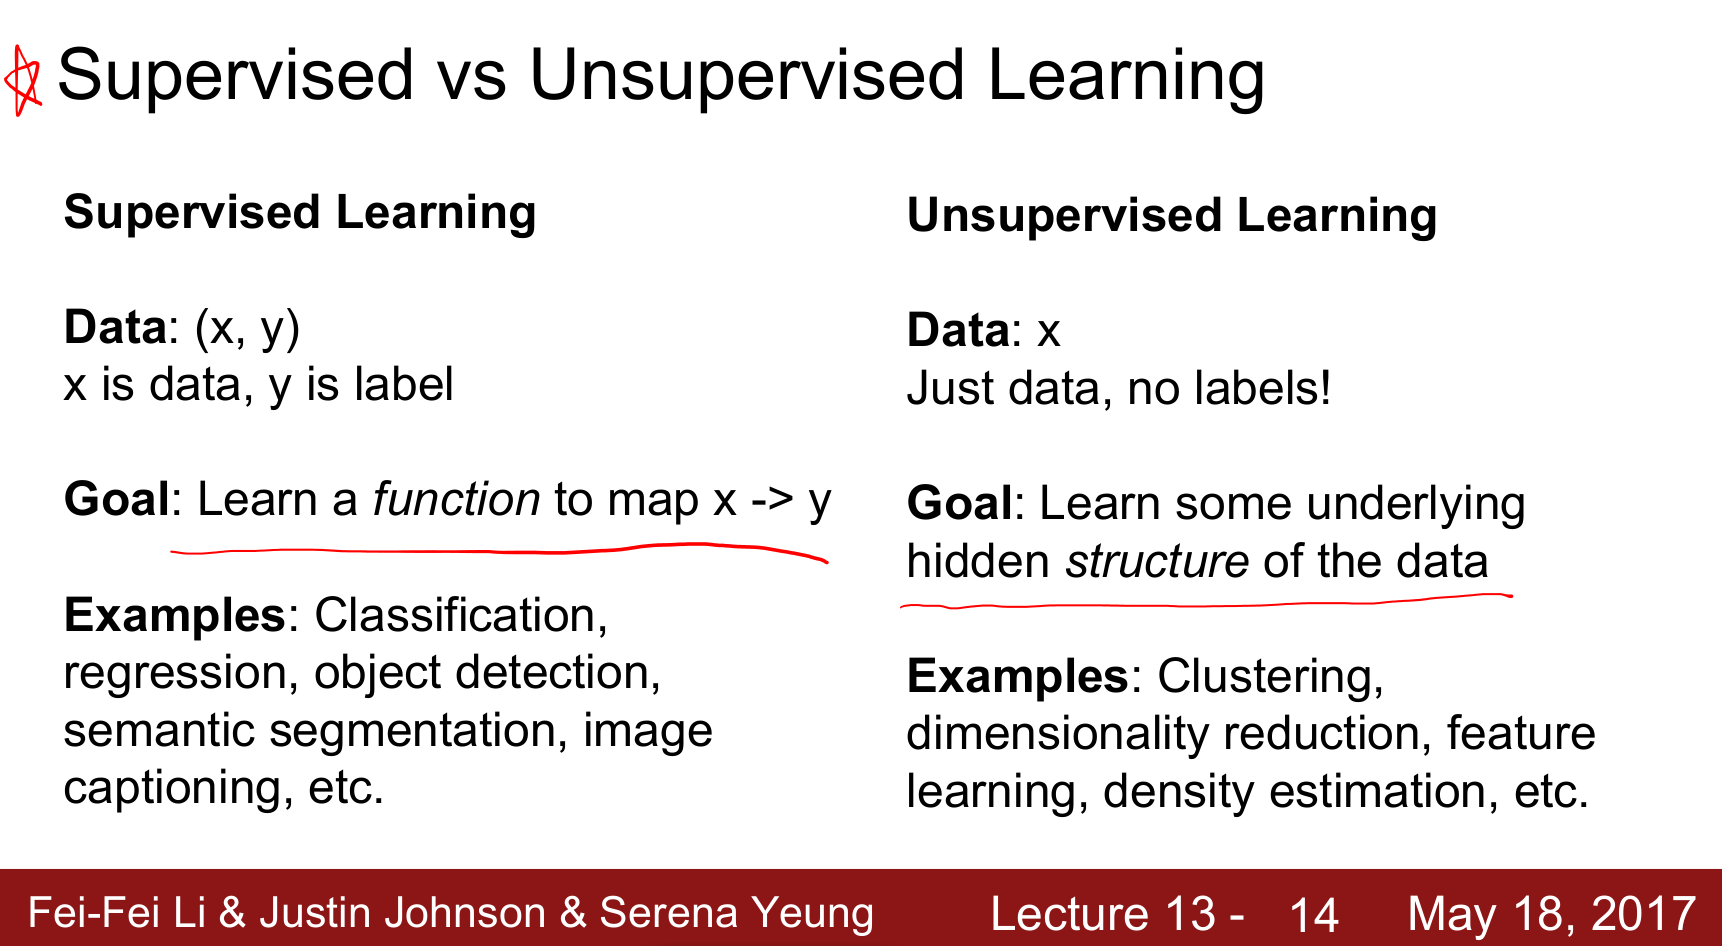 Supervised vs Unsupervised Learning
Supervised Learning
Data: (x, y)
x is data, y is label
Goal: Learn a function to map x -> y
Examples: Classification,
regression, object detection,
semantic segmentation, image
captioning, etc.
Unsupervised Learning
Data: x
Just data, no labels!
Goal: Learn some underlying
hidden structure of the data
Examples: Clustering,
dimensionality reduction, feature
learning, density estimation, etc.
Fei-Fei Li & Justin Johnson & Serena Yeung Lecture 13 - 14 May 18, 2017